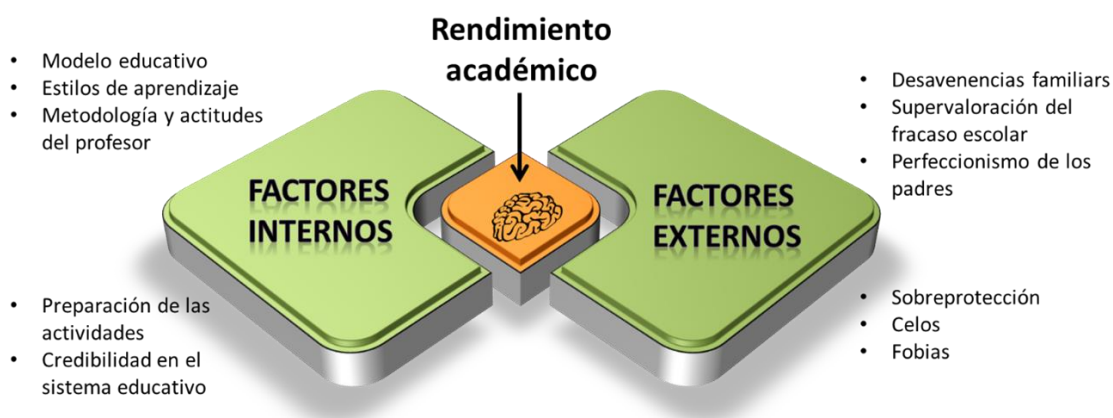 Rendimiento
académico
• Modelo educativo
• Estilos de aprendizaje
• Metodología y actitudes
del profesor
• Desavenencias familiars
• Supervaloración del
fracaso escolar
• Perfeccionismo de los
padres
FACTORES
INTERNOS
FACTORES
EXTERNOS
• Preparación de las
actividades
• Credibilidad en el
sistema educativo
• Sobreprotección
• Celos
• Fobias